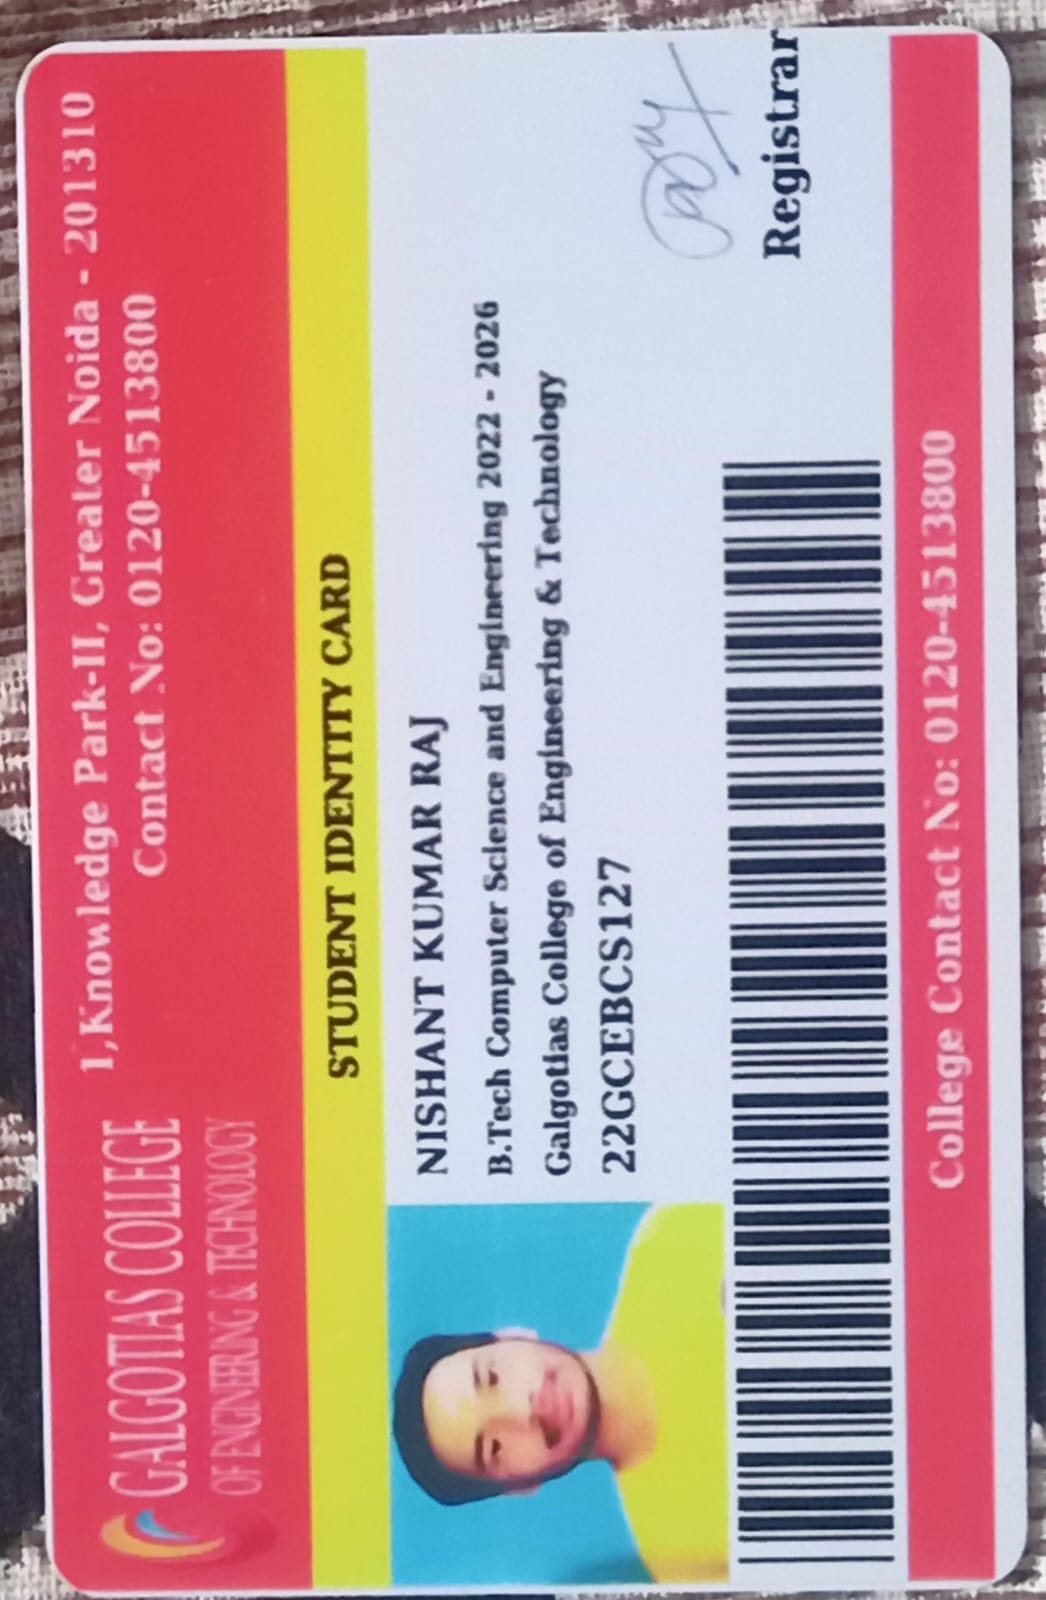 GALGOTIAS COLLEGE
OF ENGINEERING & TECHNOLOGY
1,Knowledge Park-II, Greater Noida - 201310
Contact No: 0120-4513800
STUDENT IDENTITY CARD
NISHANT KUMAR RAJ
B.Tech Computer Science and Engineering 2022 - 2026
Galgotias College of Engineering & Technology
22GCEBCS127
Registrar
College Contact No: 0120-4513800